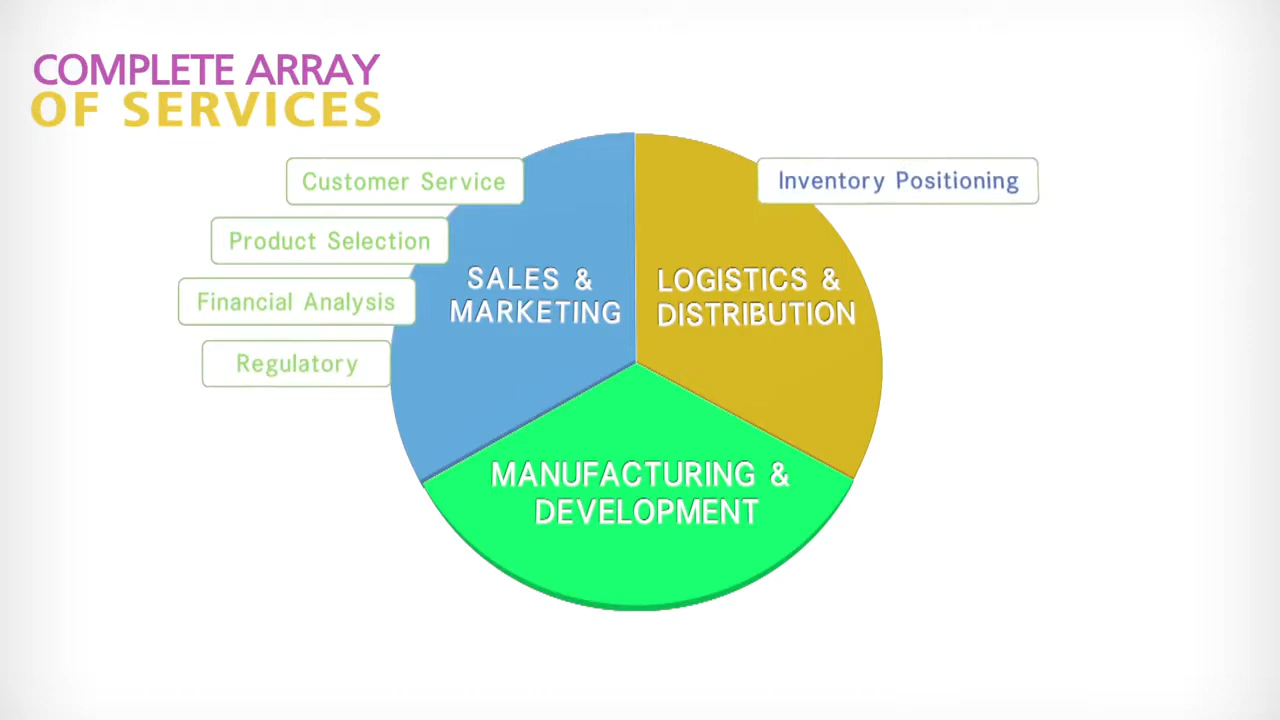 COMPLETE ARRAY
OF SERVICES
Customer Service
Product Selection
Financial Analysis
Regulatory
SALES &
MARKETING
Inventory Positioning
LOGISTICS &
DISTRIBUTION
MANUFACTURING &
DEVELOPMENT